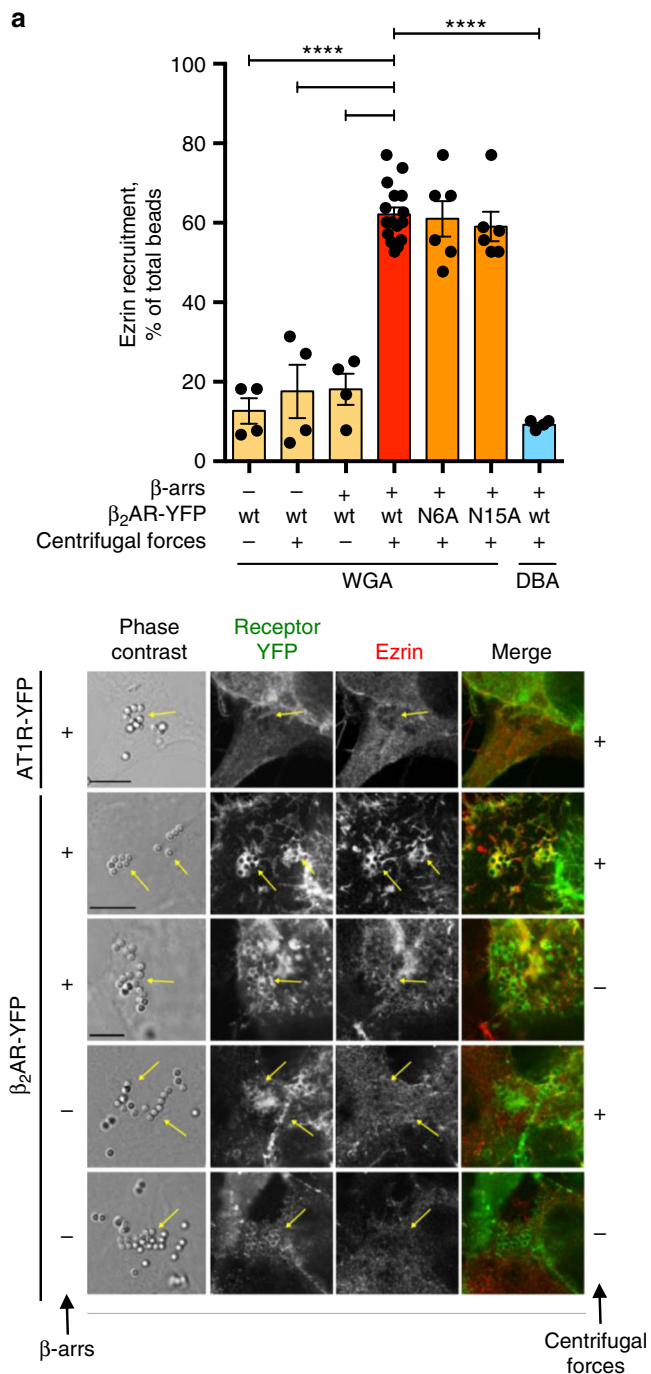 a
**** ****
100
80
60
40
20
0
Ezrin recruitment,
% of total beads
β-arrs – – + + + + +
β₂AR-YFP wt wt wt wt N6A N15A wt
Centrifugal forces – + – + + + +
WGA DBA
Phase
contrast
Receptor
YFP
Ezrin
Merge
AT1R-YFP
+ +
β₂AR-YFP
+ +
+ –
– +
– –
β-arrs
Centrifugal
forces